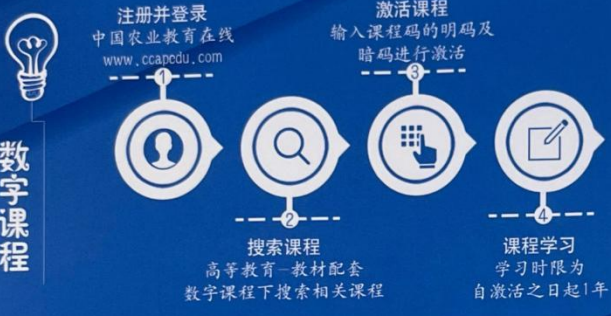 数字课程
注册并登录
中国农业教育在线
www.ccapedu.com
1
搜索课程
高等教育—教材配套
数字课程下搜索相关课程
2
激活课程
输入课程码的明码及
暗码进行激活
3
课程学习
学习时限为
自激活之日起1年
4